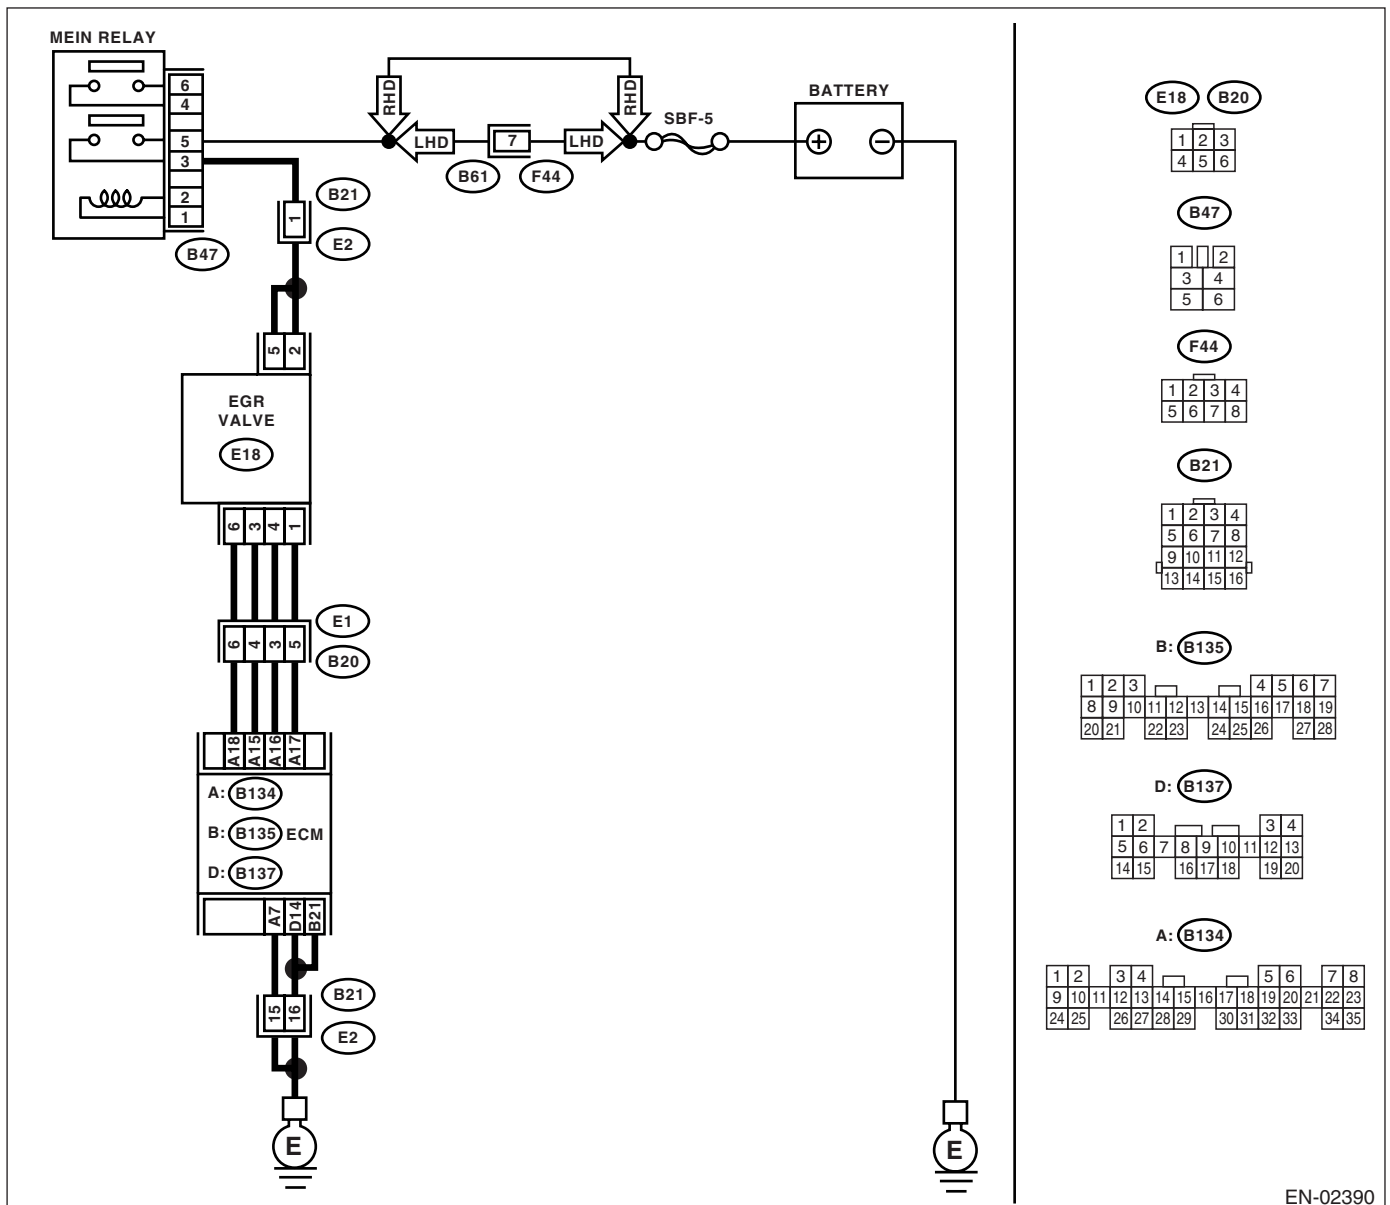 MEIN RELAY
6
4
5
3
2
1
B47
RHD
LHD
7
LHD
RHD
B61
F44
SBF-5
BATTERY
+ −
B21
1
E2
5 2
EGR
VALVE
E18
6 3 4 1
E1
6 4 3 5
B20
A18 A15 A16 A17
A: B134
B: B135 ECM
D: B137
A7 D14 B21
B21
15 16
E2
E
E
E18 B20
1 2 3
4 5 6
B47
1 2
3 4
5 6
F44
1 2 3 4
5 6 7 8
B21
1 2 3 4
5 6 7 8
9 10 11 12
13 14 15 16
B: B135
1 2 3 4 5 6 7
8 9 10 11 12 13 14 15 16 17 18 19
20 21 22 23 24 25 26 27 28
D: B137
1 2 3 4
5 6 7 8 9 10 11 12 13
14 15 16 17 18 19 20
A: B134
1 2 3 4 5 6 7 8
9 10 11 12 13 14 15 16 17 18 19 20 21 22 23
24 25 26 27 28 29 30 31 32 33 34 35
EN-02390